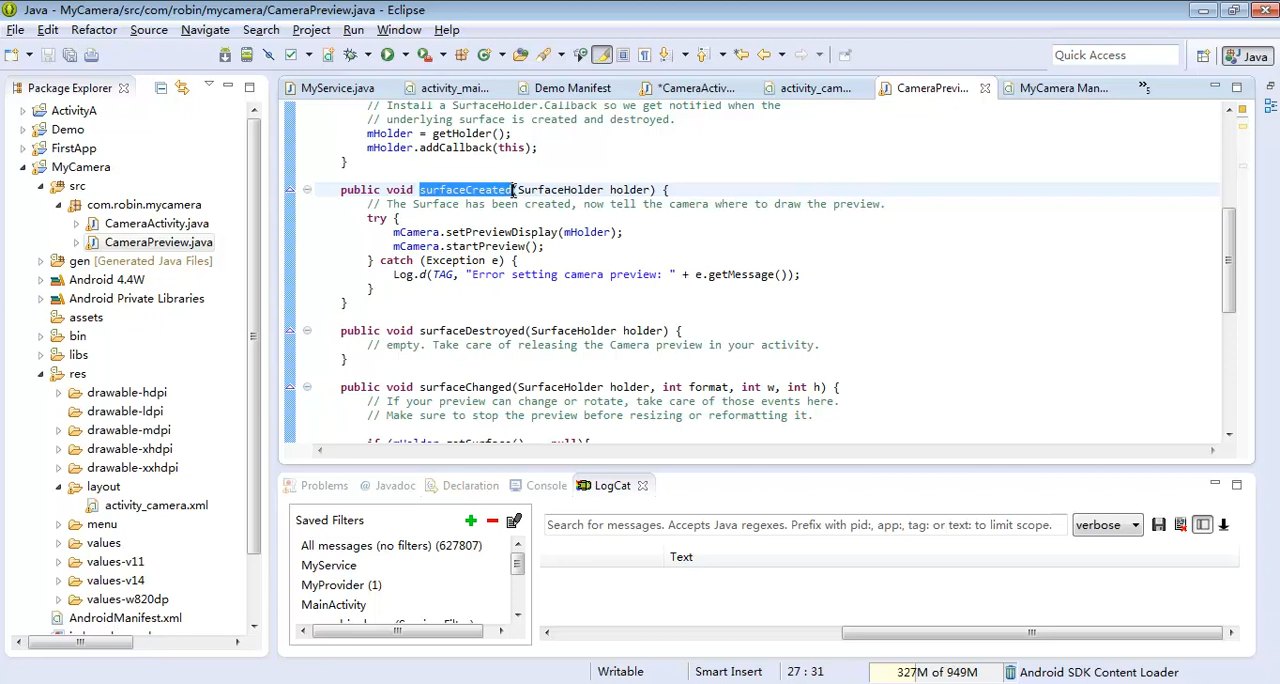 Java - MyCamera/src/com/robin/mycamera/CameraPreview.java - Eclipse
File Edit Refactor Source Navigate Search Project Run Window Help
Quick Access
Java
Package Explorer
MyService.java activity_mai... Demo Manifest *CameraActiv... activity_cam... CameraPrevi... MyCamera Man... »5
ActivityA
Demo
FirstApp
MyCamera
src
com.robin.mycamera
CameraActivity.java
CameraPreview.java
gen [Generated Java Files]
Android 4.4W
Android Private Libraries
assets
bin
libs
res
drawable-hdpi
drawable-ldpi
drawable-mdpi
drawable-xhdpi
drawable-xxhdpi
layout
activity_camera.xml
menu
values
values-v11
values-v14
values-w820dp
AndroidManifest.xml
// Install a SurfaceHolder.Callback so we get notified when the
// underlying surface is created and destroyed.
mHolder = getHolder();
mHolder.addCallback(this);
}
public void surfaceCreated(SurfaceHolder holder) {
// The Surface has been created, now tell the camera where to draw the preview.
try {
mCamera.setPreviewDisplay(mHolder);
mCamera.startPreview();
} catch (Exception e) {
Log.d(TAG, "Error setting camera preview: " + e.getMessage());
}
}
public void surfaceDestroyed(SurfaceHolder holder) {
// empty. Take care of releasing the Camera preview in your activity.
}
public void surfaceChanged(SurfaceHolder holder, int format, int w, int h) {
// If your preview can change or rotate, take care of those events here.
// Make sure to stop the preview before resizing or reformatting it.
Problems Javadoc Declaration Console LogCat
Saved Filters
All messages (no filters) (627807)
MyService
MyProvider (1)
MainActivity
Search for messages. Accepts Java regexes. Prefix with pid:, app:, tag: or text: to limit scope.
verbose
Text
Writable Smart Insert 27 : 31 327M of 949M Android SDK Content Loader